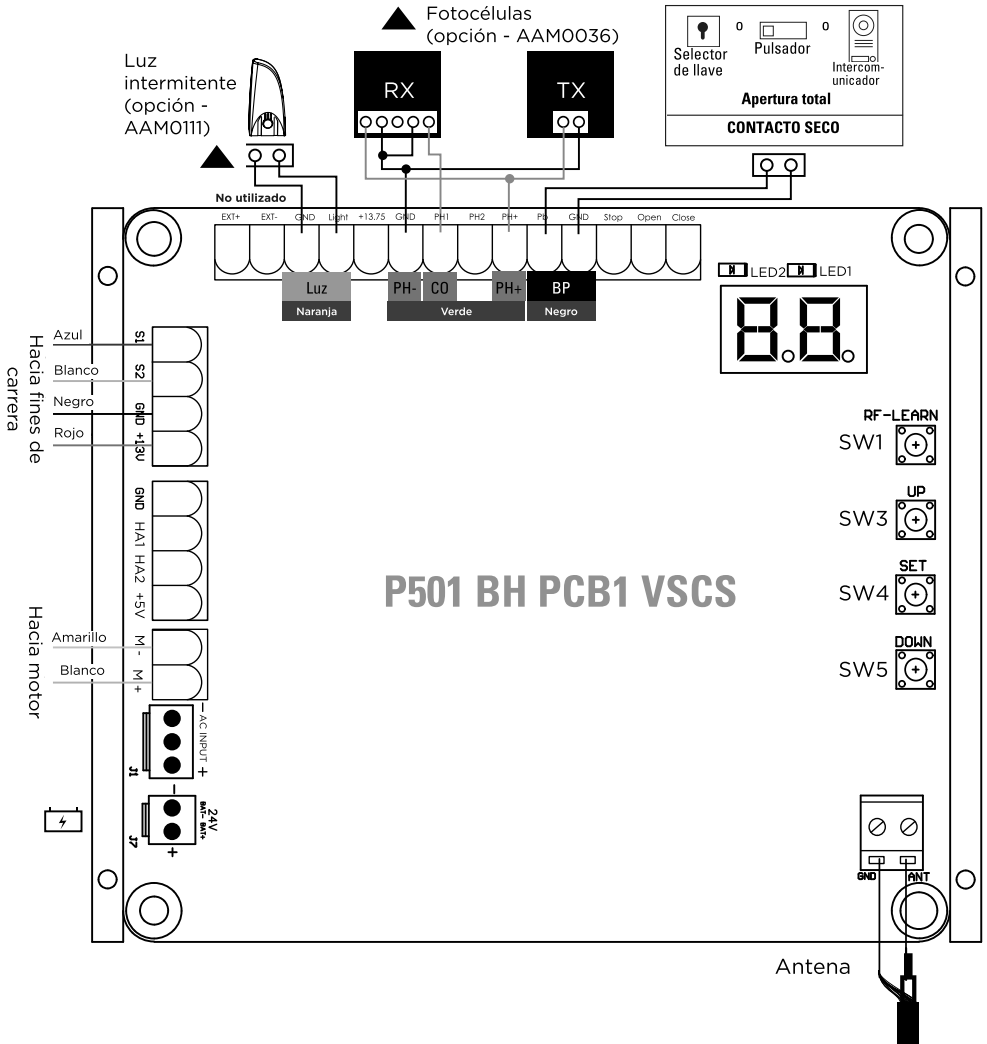 Fotocélulas
(opción - AAM0036)
Luz
intermitente
(opción -
AAM0111)
RX
TX
Selector
de llave
o
Pulsador
o
Intercom-
unicador
Apertura total
CONTACTO SECO
No utilizado
EXT+ EXT- GND Light +13.75 GND PH1 PH2 PH+ Pb GND Stop Open Close
Luz PH- CO PH+ BP
Naranja Verde Negro
LED2 LED1
8.8.
Hacia fines de
carrera
Azul S1
Blanco S2
Negro GND
Rojo +13V
GND HA1 HA2 +5V
Hacia motor
Amarillo M -
Blanco M +
P501 BH PCB1 VSCS
RF-LEARN
SW1
UP
SW3
SET
SW4
DOWN
SW5
- AC INPUT +
J1
-
24V
BAT- BAT+
J7
+
GND ANT
Antena